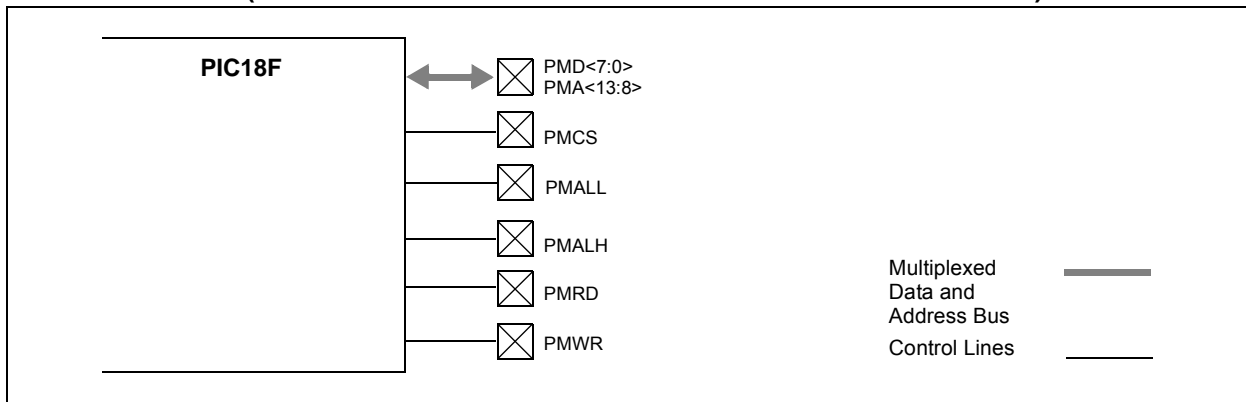 PIC18F
PMD<7:0>
PMA<13:8>
PMCS
PMALL
PMALH
PMRD
PMWR
Multiplexed
Data and
Address Bus
Control Lines